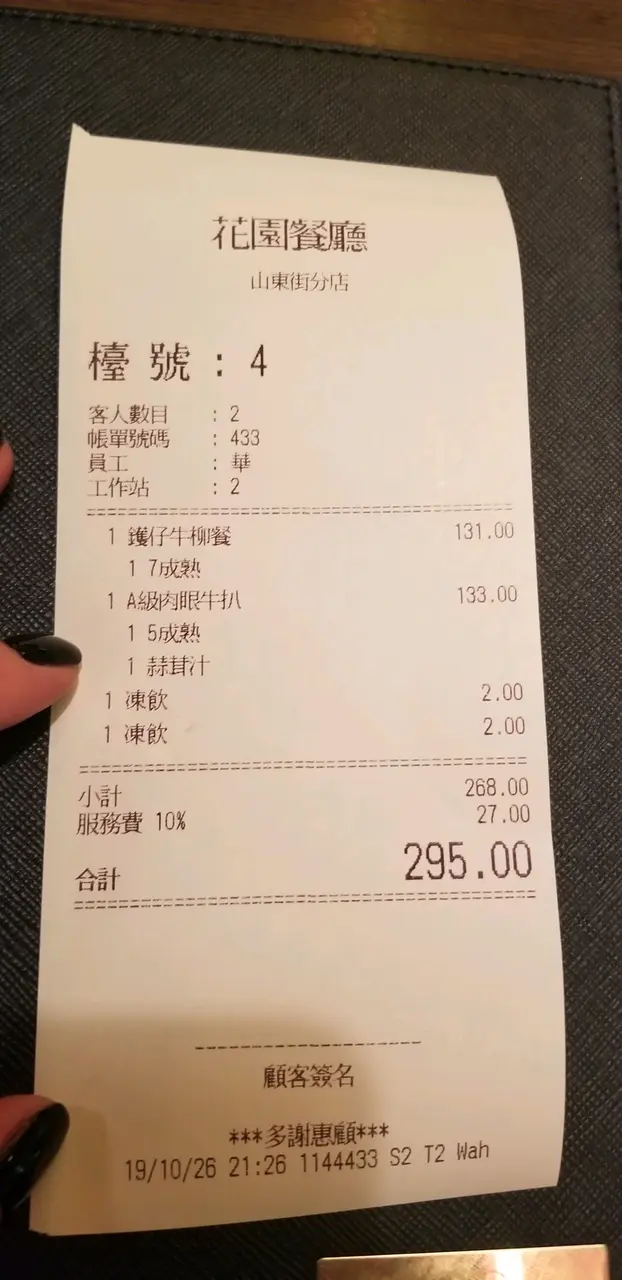 花園餐廳
山東街分店
檯號 : 4
客人數目 : 2
帳單號碼 : 433
員工 : 華
工作站 : 2
1 鑊仔牛柳餐 131.00
1 7成熟
1 A級肉眼牛扒 133.00
1 5成熟
1 蒜茸汁
1 凍飲 2.00
1 凍飲 2.00
小計 268.00
服務費 10% 27.00
合計 295.00
顧客簽名
***多謝惠顧***
19/10/26 21:26 1144433 S2 T2 Wah